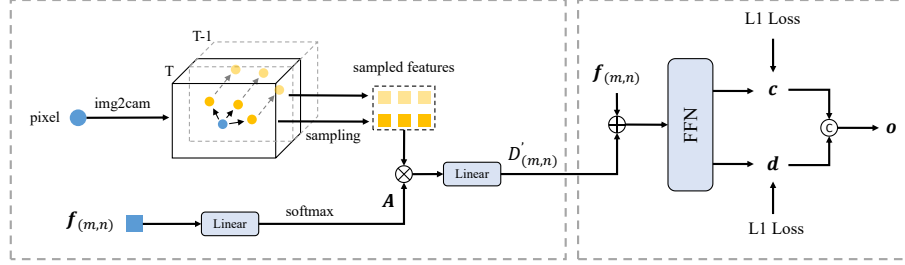 T-1
T
pixel
img2cam
sampling
sampled features
A
Linear
D'(m,n)
f(m,n)
Linear
softmax
f(m,n)
FFN
L1 Loss
c
d
L1 Loss
C
o